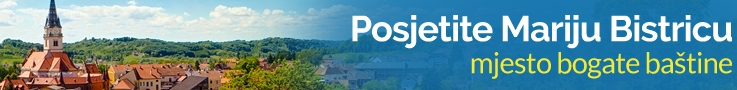 Posjetite Mariju Bistricu
mjesto bogate baštine